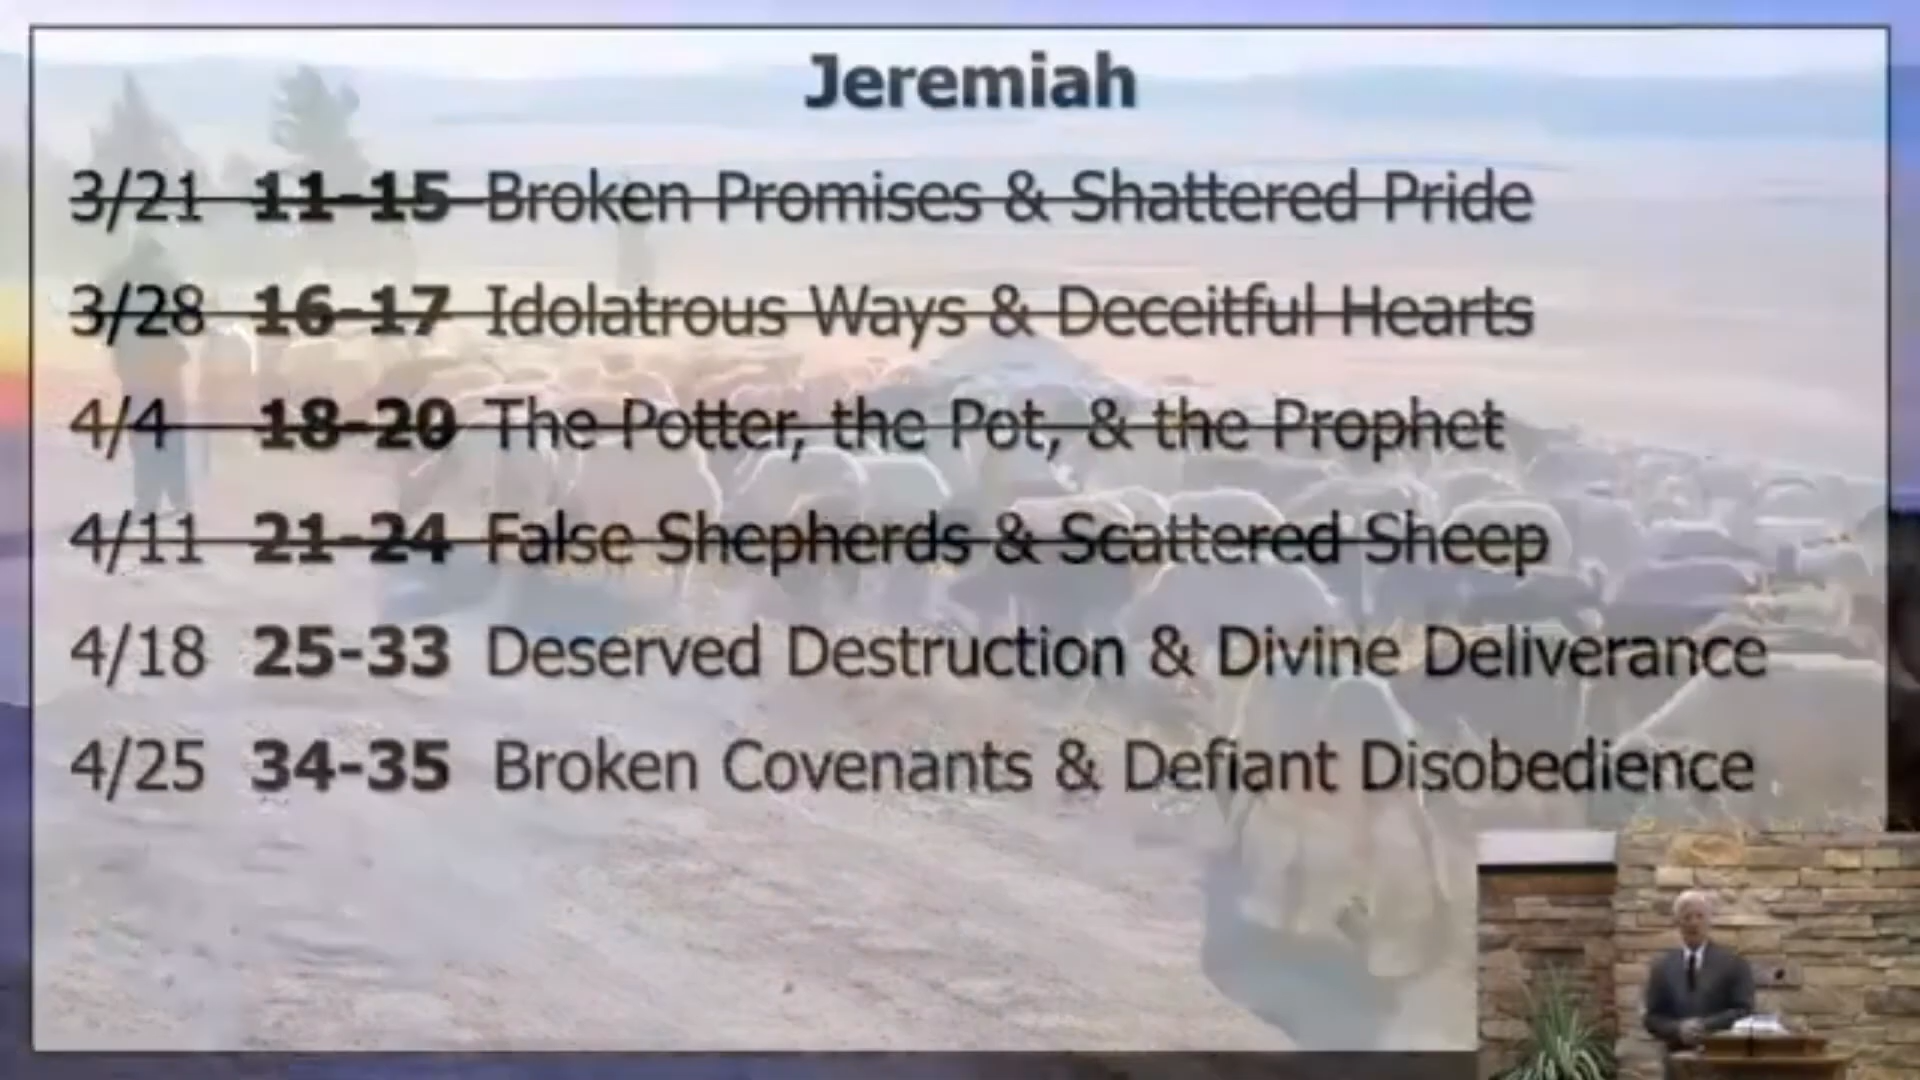 Jeremiah
3/21 11-15 Broken Promises & Shattered Pride
3/28 16-17 Idolatrous Ways & Deceitful Hearts
4/4 18-20 The Potter, the Pot, & the Prophet
4/11 21-24 False Shepherds & Scattered Sheep
4/18 25-33 Deserved Destruction & Divine Deliverance
4/25 34-35 Broken Covenants & Defiant Disobedience